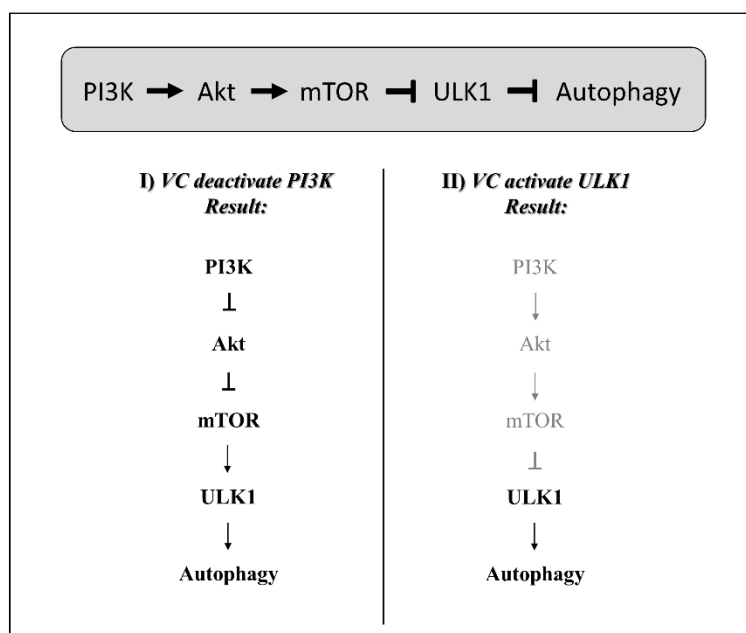 PI3K Akt mTOR ULK1 Autophagy
I) VC deactivate PI3K
Result:
PI3K
Akt
mTOR
ULK1
Autophagy
II) VC activate ULK1
Result:
PI3K
Akt
mTOR
ULK1
Autophagy